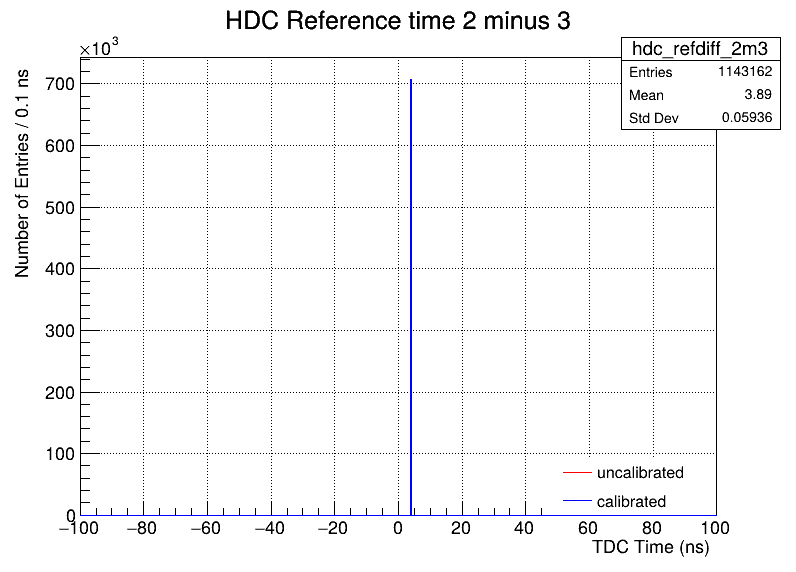 HDC Reference time 2 minus 3
×10³
hdc_refdiff_2m3
Entries 1143162
Mean 3.89
Std Dev 0.05936
Number of Entries / 0.1 ns
700
600
500
400
300
200
100
0
uncalibrated
calibrated
−100 −80 −60 −40 −20 0 20 40 60 80 100
TDC Time (ns)